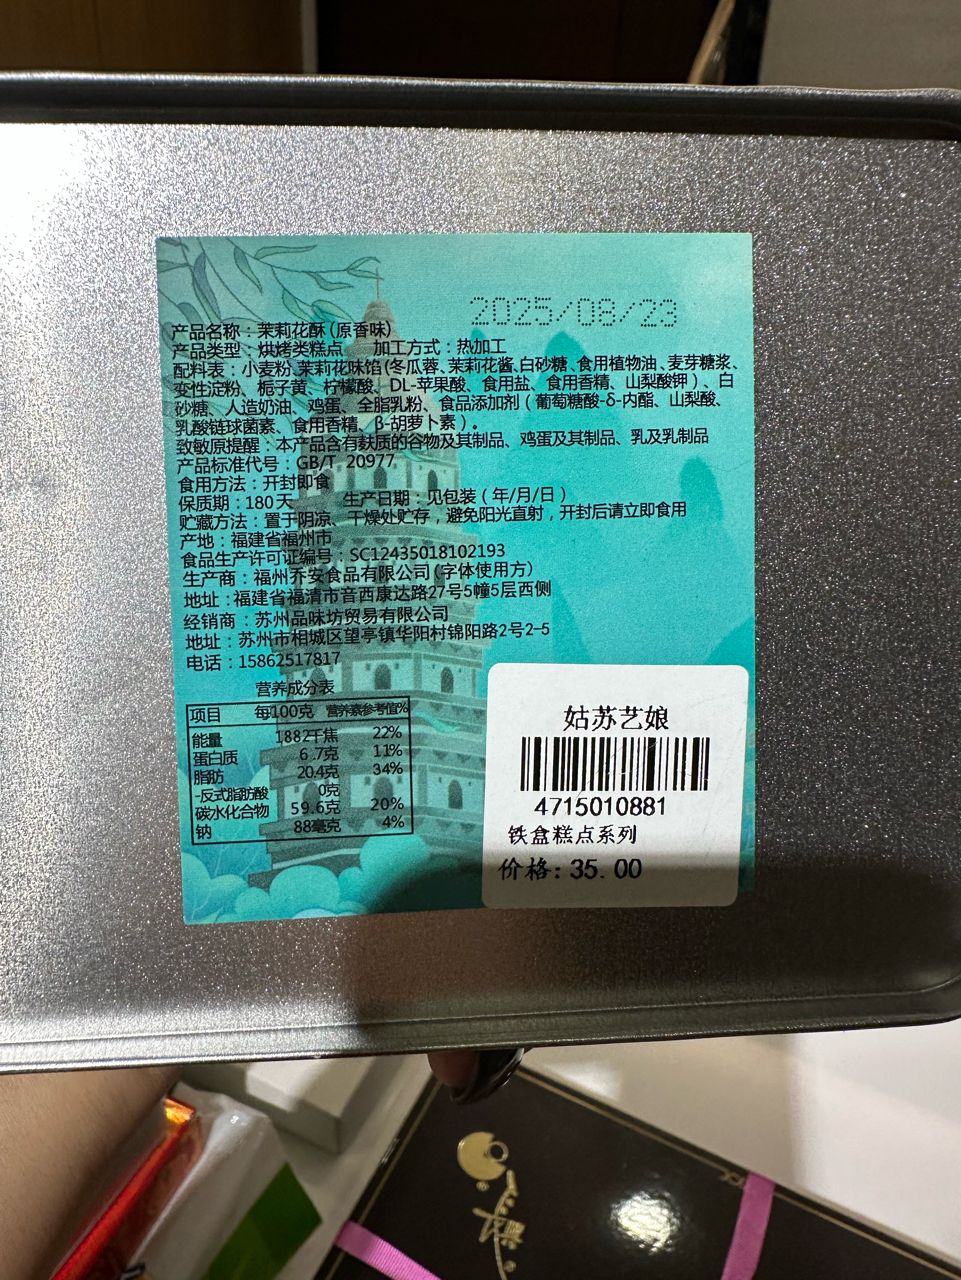 2025/08/23
产品名称：茉莉花酥(原香味)
产品类型：烘烤类糕点 加工方式：热加工
配料表：小麦粉、茉莉花味馅(冬瓜蓉、茉莉花酱、白砂糖、食用植物油、麦芽糖浆、
变性淀粉、栀子黄、柠檬酸、DL-苹果酸、食用盐、食用香精、山梨酸钾)、白
砂糖、人造奶油、鸡蛋、全脂乳粉、食品添加剂(葡萄糖酸-δ-内酯、山梨酸、
乳酸链球菌素、食用香精、β-胡萝卜素)。
致敏原提醒：本产品含有麸质的谷物及其制品、鸡蛋及其制品、乳及乳制品
产品标准代号：GB/T 20977
食用方法：开封即食
保质期：180天 生产日期：见包装（年/月/日）
贮藏方法：置于阴凉、干燥处贮存，避免阳光直射，开封后请立即食用
产地：福建省福州市
食品生产许可证编号：SC12435018102193
生产商：福州乔安食品有限公司(字体使用方)
地址：福建省福清市音西康达路27号5幢5层西侧
经销商：苏州品味坊贸易有限公司
地址：苏州市相城区望亭镇华阳村锦阳路2号2-5
电话：15862517817
营养成分表
项目 每100克 营养素参考值%
能量 1882千焦 22%
蛋白质 6.7克 11%
脂肪 20.4克 34%
-反式脂肪酸 0克
碳水化合物 59.6克 20%
钠 88毫克 4%
姑苏艺娘
4715010881
铁盒糕点系列
价格：35.00